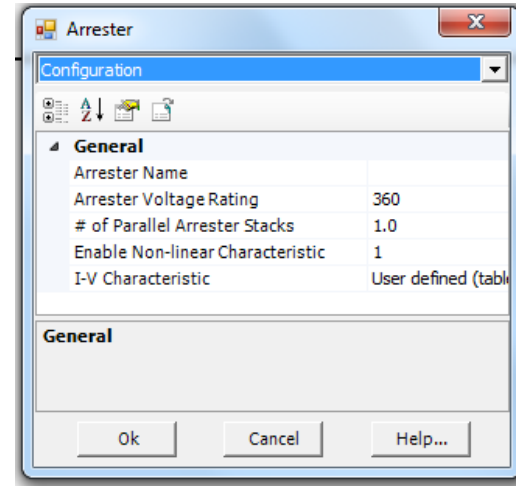 Arrester
Configuration
General
Arrester Name
Arrester Voltage Rating 360
# of Parallel Arrester Stacks 1.0
Enable Non-linear Characteristic 1
I-V Characteristic User defined (tabl
General
Ok Cancel Help...